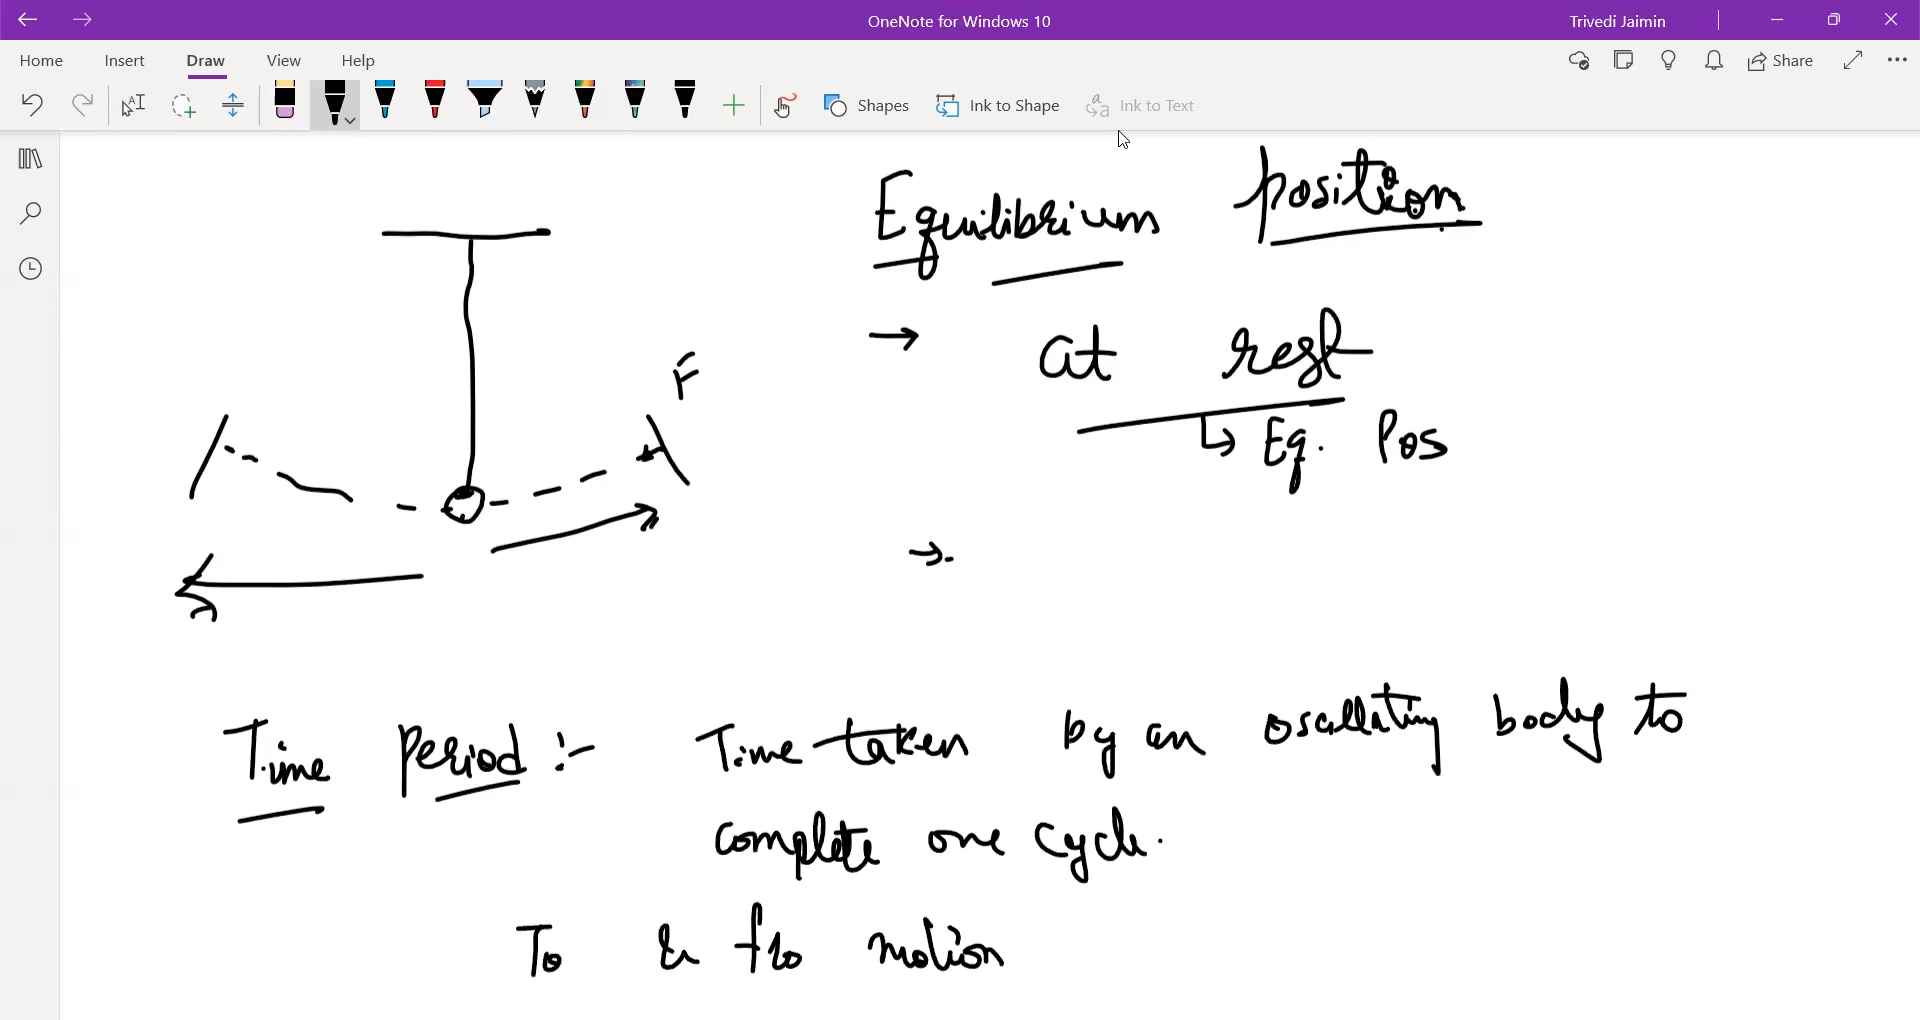 OneNote for Windows 10
Trivedi Jaimin
Home Insert Draw View Help
Share
Shapes Ink to Shape Ink to Text
Equilibrium position
→ at rest
↳ Eq. Pos
F
→
Time Period :- Time taken by an oscillating body to
complete one cycle.
To & fro motion